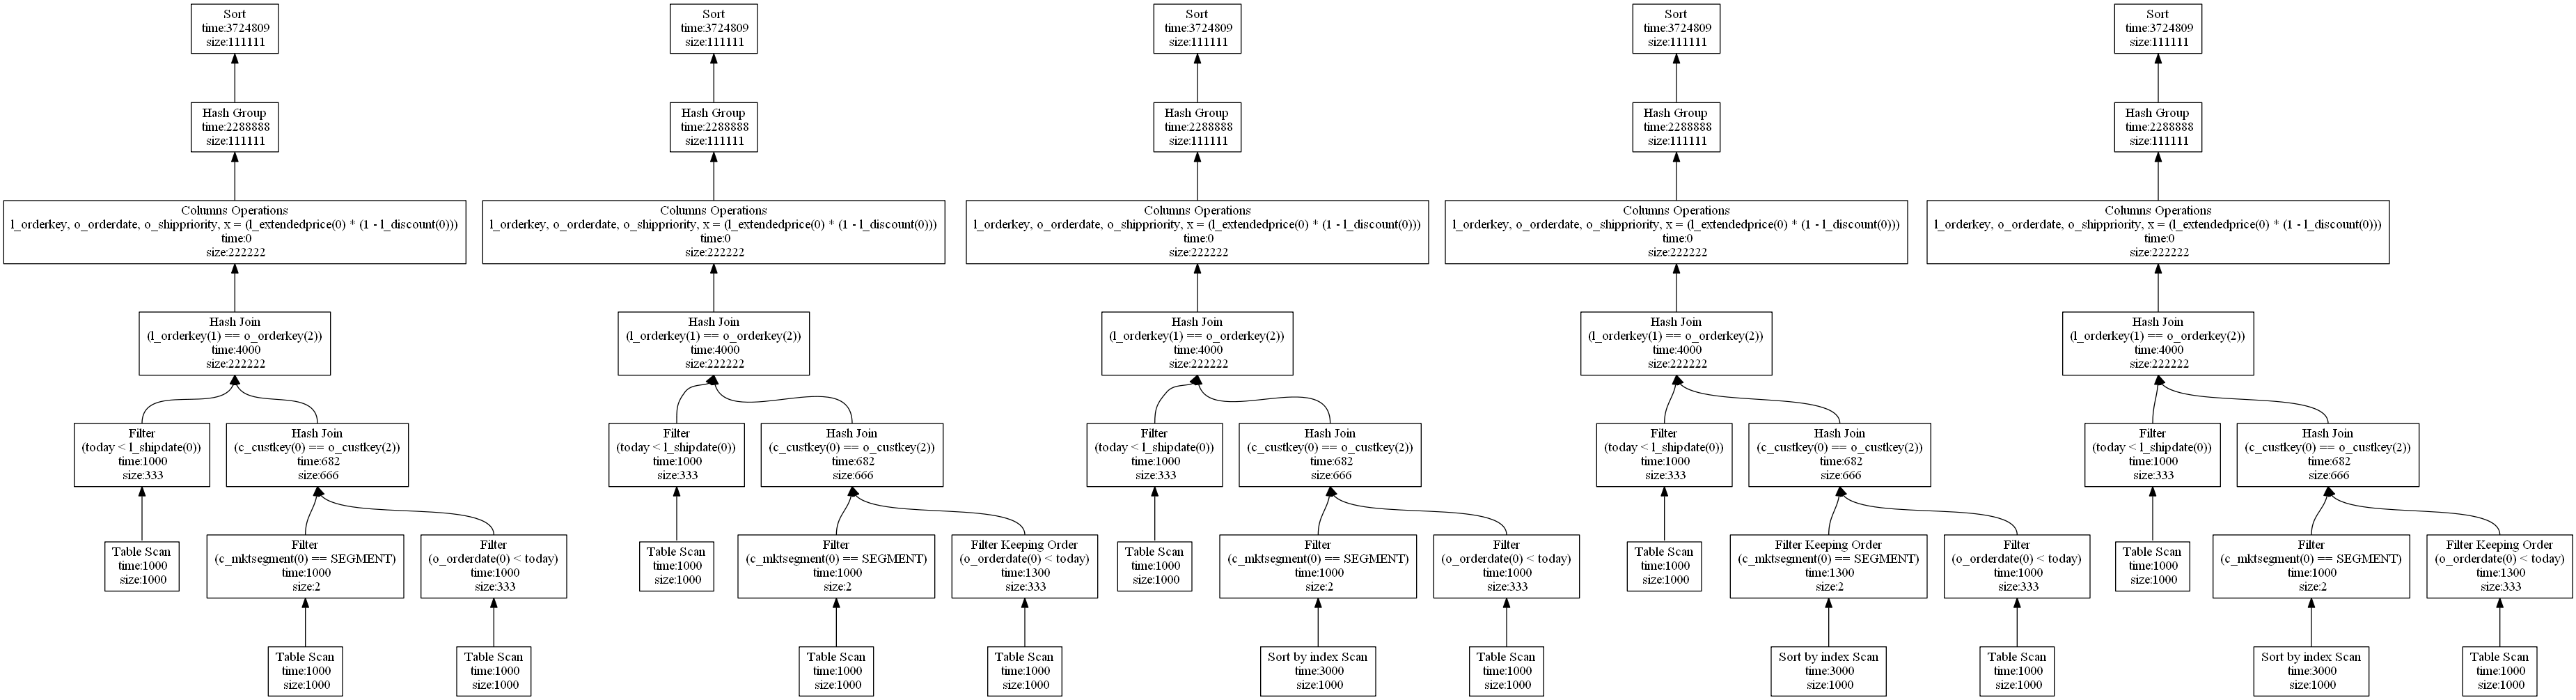 Sort
time:3724809
size:111111
Hash Group
time:2288888
size:111111
Columns Operations
l_orderkey, o_orderdate, o_shippriority, x = (l_extendedprice(0) * (1 - l_discount(0)))
time:0
size:222222
Hash Join
(l_orderkey(1) == o_orderkey(2))
time:4000
size:222222
Filter
(today < l_shipdate(0))
time:1000
size:333
Hash Join
(c_custkey(0) == o_custkey(2))
time:682
size:666
Table Scan
time:1000
size:1000
Filter
(c_mktsegment(0) == SEGMENT)
time:1000
size:2
Filter
(o_orderdate(0) < today)
time:1000
size:333
Table Scan
time:1000
size:1000
Table Scan
time:1000
size:1000
Sort
time:3724809
size:111111
Hash Group
time:2288888
size:111111
Columns Operations
l_orderkey, o_orderdate, o_shippriority, x = (l_extendedprice(0) * (1 - l_discount(0)))
time:0
size:222222
Hash Join
(l_orderkey(1) == o_orderkey(2))
time:4000
size:222222
Filter
(today < l_shipdate(0))
time:1000
size:333
Hash Join
(c_custkey(0) == o_custkey(2))
time:682
size:666
Table Scan
time:1000
size:1000
Filter
(c_mktsegment(0) == SEGMENT)
time:1000
size:2
Filter Keeping Order
(o_orderdate(0) < today)
time:1300
size:333
Table Scan
time:1000
size:1000
Table Scan
time:1000
size:1000
Sort
time:3724809
size:111111
Hash Group
time:2288888
size:111111
Columns Operations
l_orderkey, o_orderdate, o_shippriority, x = (l_extendedprice(0) * (1 - l_discount(0)))
time:0
size:222222
Hash Join
(l_orderkey(1) == o_orderkey(2))
time:4000
size:222222
Filter
(today < l_shipdate(0))
time:1000
size:333
Hash Join
(c_custkey(0) == o_custkey(2))
time:682
size:666
Table Scan
time:1000
size:1000
Filter
(c_mktsegment(0) == SEGMENT)
time:1000
size:2
Filter
(o_orderdate(0) < today)
time:1000
size:333
Sort by index Scan
time:3000
size:1000
Table Scan
time:1000
size:1000
Sort
time:3724809
size:111111
Hash Group
time:2288888
size:111111
Columns Operations
l_orderkey, o_orderdate, o_shippriority, x = (l_extendedprice(0) * (1 - l_discount(0)))
time:0
size:222222
Hash Join
(l_orderkey(1) == o_orderkey(2))
time:4000
size:222222
Filter
(today < l_shipdate(0))
time:1000
size:333
Hash Join
(c_custkey(0) == o_custkey(2))
time:682
size:666
Table Scan
time:1000
size:1000
Filter Keeping Order
(c_mktsegment(0) == SEGMENT)
time:1300
size:2
Filter
(o_orderdate(0) < today)
time:1000
size:333
Sort by index Scan
time:3000
size:1000
Table Scan
time:1000
size:1000
Sort
time:3724809
size:111111
Hash Group
time:2288888
size:111111
Columns Operations
l_orderkey, o_orderdate, o_shippriority, x = (l_extendedprice(0) * (1 - l_discount(0)))
time:0
size:222222
Hash Join
(l_orderkey(1) == o_orderkey(2))
time:4000
size:222222
Filter
(today < l_shipdate(0))
time:1000
size:333
Hash Join
(c_custkey(0) == o_custkey(2))
time:682
size:666
Table Scan
time:1000
size:1000
Filter
(c_mktsegment(0) == SEGMENT)
time:1000
size:2
Filter Keeping Order
(o_orderdate(0) < today)
time:1300
size:333
Sort by index Scan
time:3000
size:1000
Table Scan
time:1000
size:1000